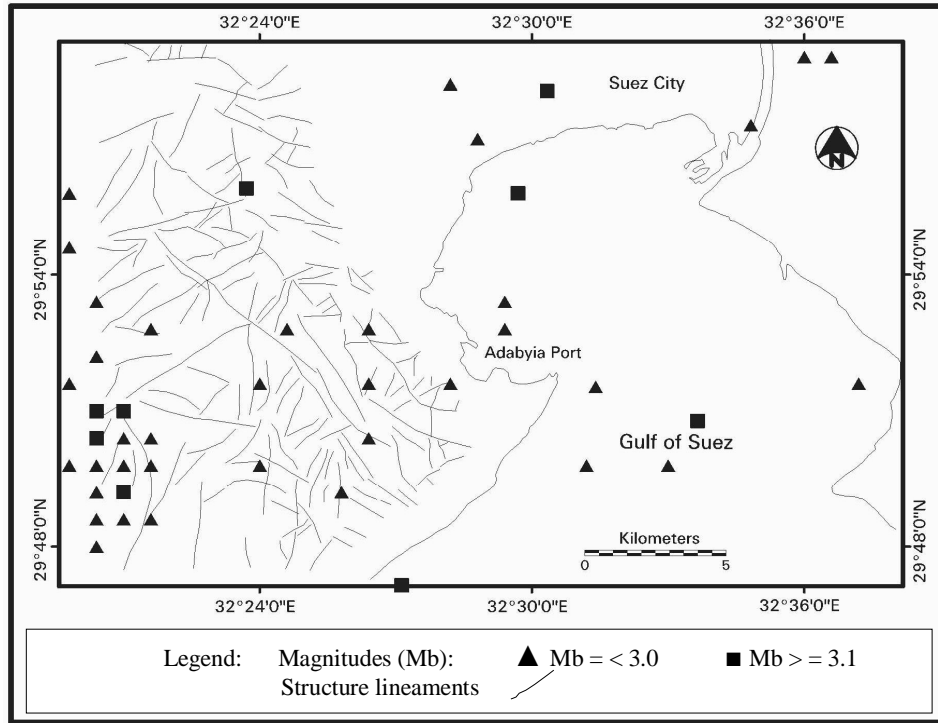 32°24'0"E 32°30'0"E 32°36'0"E
Suez City
N
29°54'0"N 29°54'0"N
Adabyia Port
Gulf of Suez
29°48'0"N 29°48'0"N
Kilometers
0 5
32°24'0"E 32°30'0"E 32°36'0"E
Legend: Magnitudes (Mb): Mb = < 3.0 Mb > = 3.1
Structure lineaments